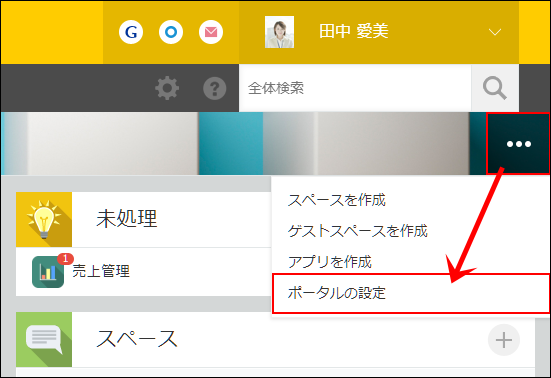 G
田中 愛美
?
全体検索
スペースを作成
ゲストスペースを作成
アプリを作成
ポータルの設定
未処理
1
売上管理
スペース